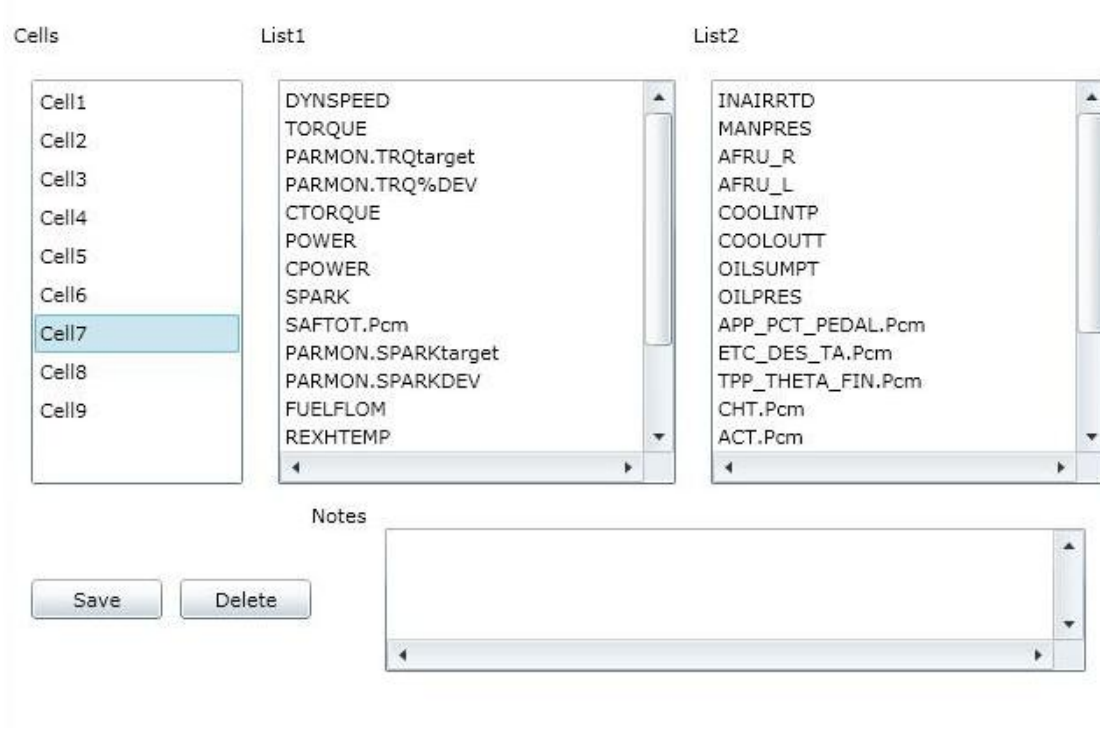 Cells
List1
List2
Cell1
Cell2
Cell3
Cell4
Cell5
Cell6
Cell7
Cell8
Cell9
DYNSPEED
TORQUE
PARMON.TRQtarget
PARMON.TRQ%DEV
CTORQUE
POWER
CPOWER
SPARK
SAFTOT.Pcm
PARMON.SPARKtarget
PARMON.SPARKDEV
FUELFLOM
REXHTEMP
INAIRRTD
MANPRES
AFRU_R
AFRU_L
COOLINTP
COOLOUTT
OILSUMPT
OILPRES
APP_PCT_PEDAL.Pcm
ETC_DES_TA.Pcm
TPP_THETA_FIN.Pcm
CHT.Pcm
ACT.Pcm
Notes
Save
Delete